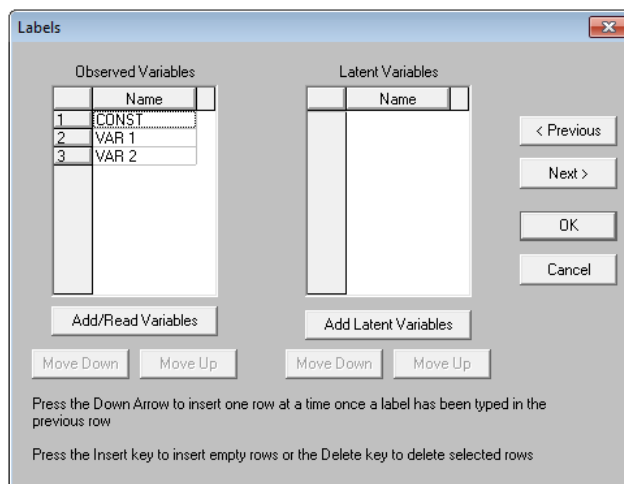 Labels
Observed Variables
Name
1 CONST
2 VAR 1
3 VAR 2
Add/Read Variables
Move Down Move Up
Latent Variables
Name
Add Latent Variables
Move Down Move Up
< Previous
Next >
OK
Cancel
Press the Down Arrow to insert one row at a time once a label has been typed in the
previous row
Press the Insert key to insert empty rows or the Delete key to delete selected rows